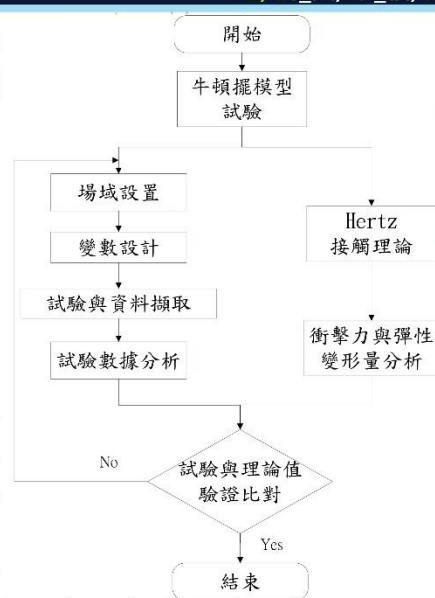 開始
牛頓擺模型
試驗
場域設置
變數設計
試驗與資料擷取
試驗數據分析
Hertz
接觸理論
衝擊力與彈性
變形量分析
試驗與理論值
驗證比對
No
Yes
結束